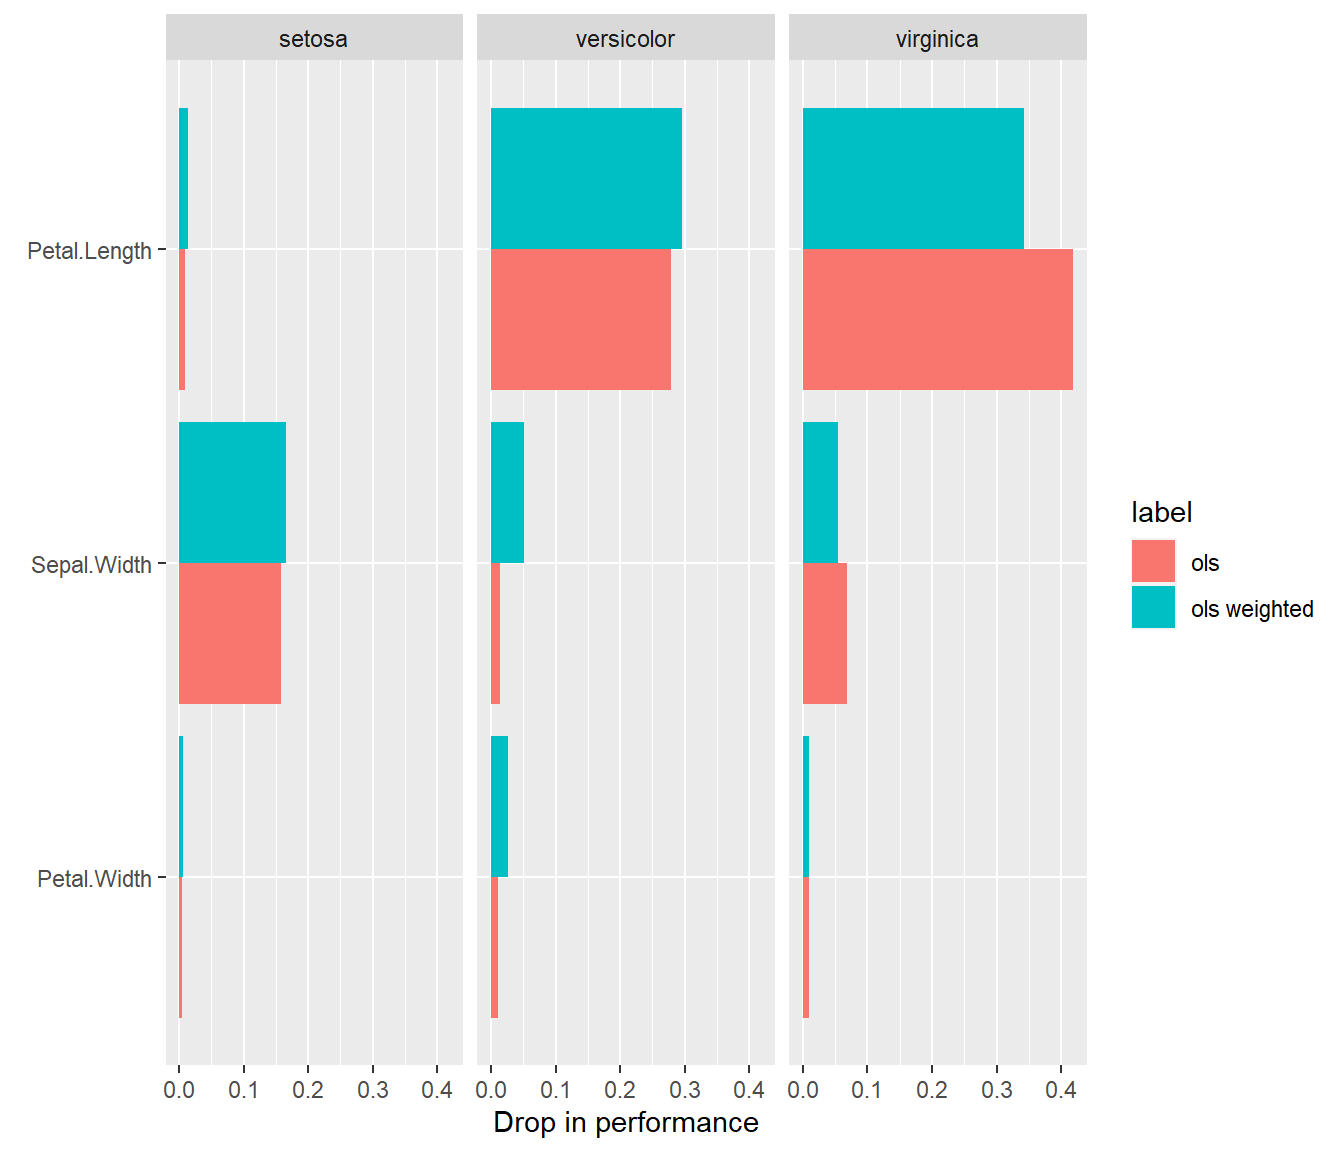 setosa
versicolor
virginica
Petal.Length
Sepal.Width
Petal.Width
0.0 0.1 0.2 0.3 0.4 0.0 0.1 0.2 0.3 0.4 0.0 0.1 0.2 0.3 0.4
Drop in performance
label
ols
ols weighted